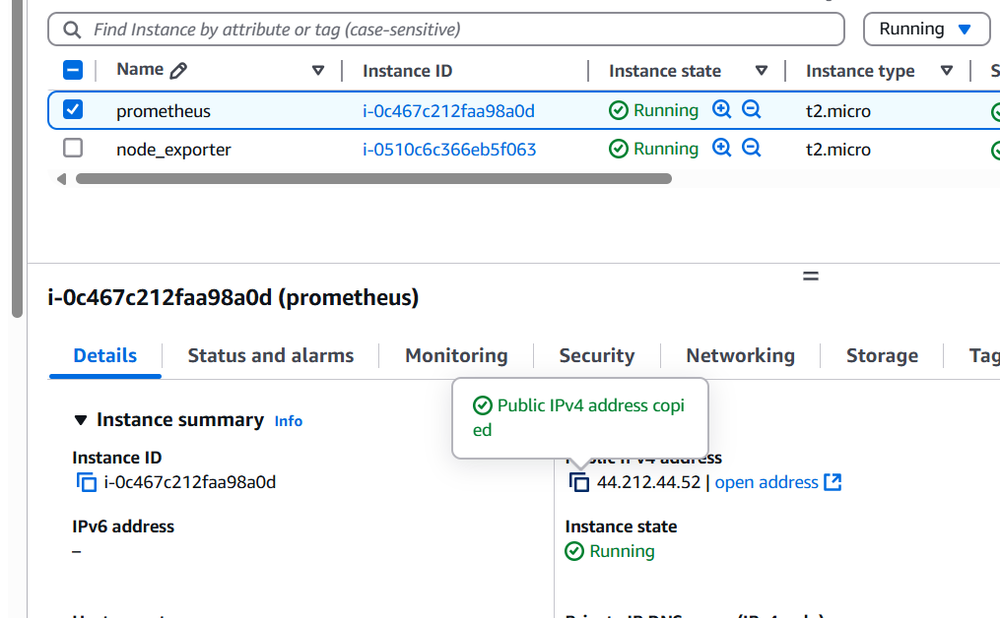 Find Instance by attribute or tag (case-sensitive)
Running
Name
Instance ID
Instance state
Instance type
S
prometheus
i-0c467c212faa98a0d
Running
t2.micro
node_exporter
i-0510c6c366eb5f063
Running
t2.micro
i-0c467c212faa98a0d (prometheus)
Details
Status and alarms
Monitoring
Security
Networking
Storage
Tag
Public IPv4 address copi
ed
Instance summary Info
Instance ID
i-0c467c212faa98a0d
Public IPv4 address
44.212.44.52 | open address
IPv6 address
–
Instance state
Running